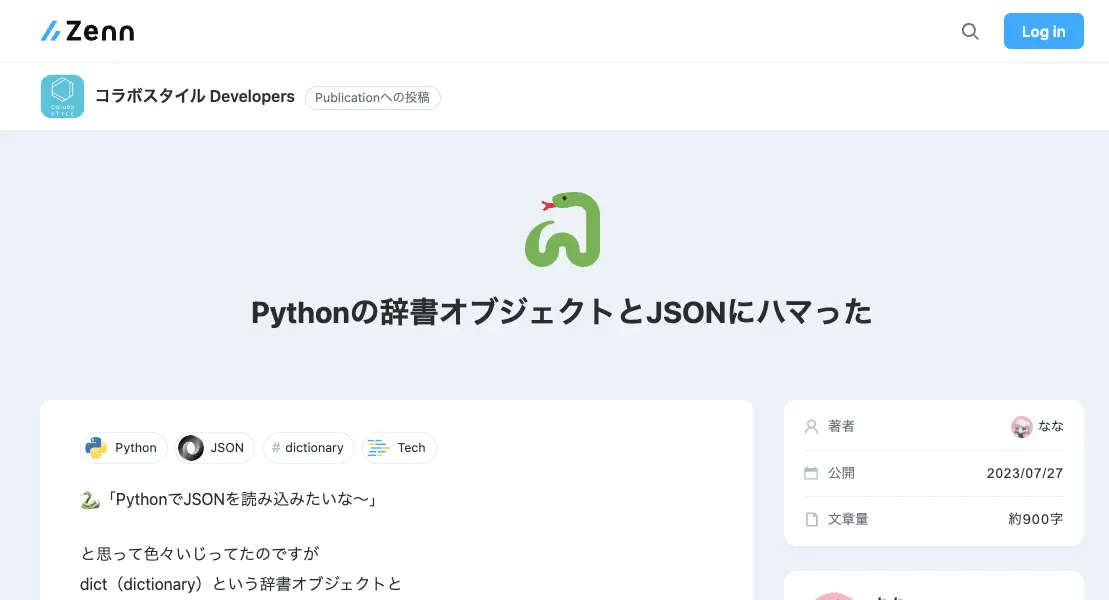 Zenn
Log in
コラボスタイル Developers
Publicationへの投稿
Collabo
STYLE
Pythonの辞書オブジェクトとJSONにハマった
Python
JSON
# dictionary
Tech
🐍「PythonでJSONを読み込みたいな〜」
と思って色々いじってたのですが
dict（dictionary）という辞書オブジェクトと
著者
なな
公開
2023/07/27
文章量
約900字